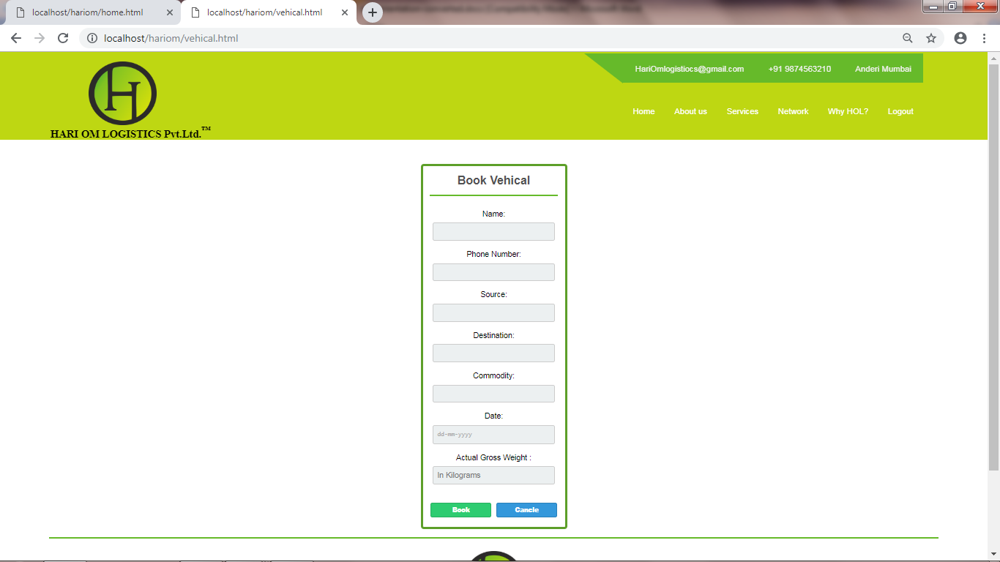 localhost/hariom/home.html
localhost/hariom/vehical.html
localhost/hariom/vehical.html
HariOmlogistiocs@gmail.com +91 9874563210 Anderi Mumbai
H
HARI OM LOGISTICS Pvt.Ltd.™
Home About us Services Network Why HOL? Logout
Book Vehical
Name:
Phone Number:
Source:
Destination:
Commodity:
Date:
dd-mm-yyyy
Actual Gross Weight :
In Kilograms
Book Cancle